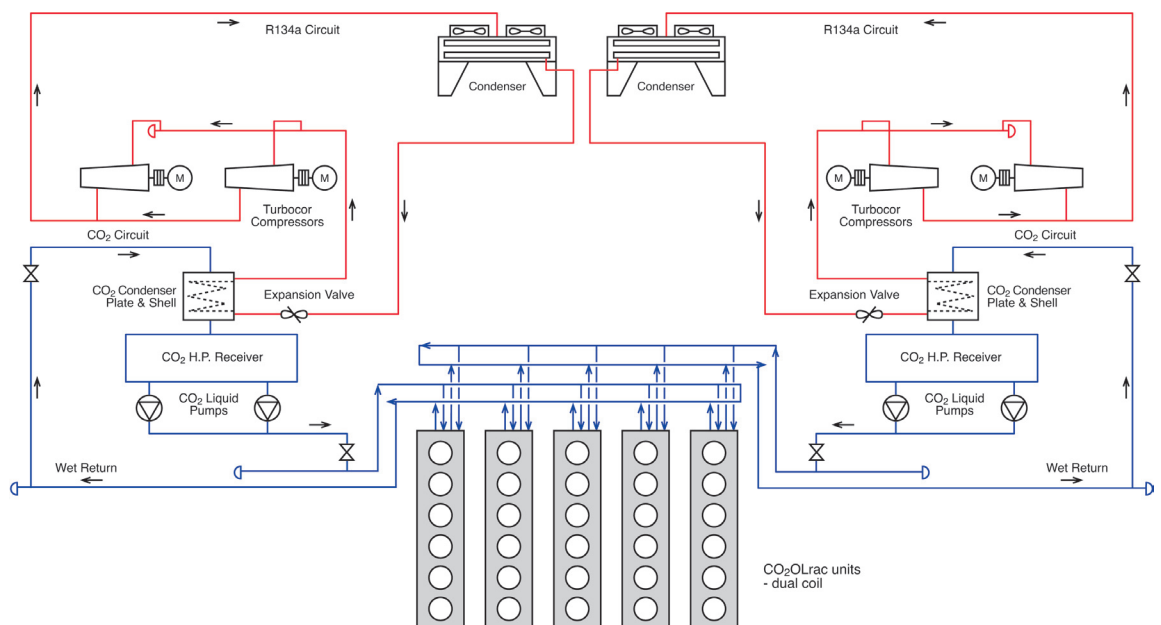 R134a Circuit
R134a Circuit
Condenser
Condenser
M
M
M
M
Turbocor
Compressors
Turbocor
Compressors
CO₂ Circuit
CO₂ Circuit
CO₂ Condenser
Plate & Shell
Expansion Valve
Expansion Valve
CO₂ Condenser
Plate & Shell
CO₂ H.P. Receiver
CO₂ H.P. Receiver
CO₂ Liquid
Pumps
CO₂ Liquid
Pumps
Wet Return
Wet Return
CO₂OLrac units
- dual coil